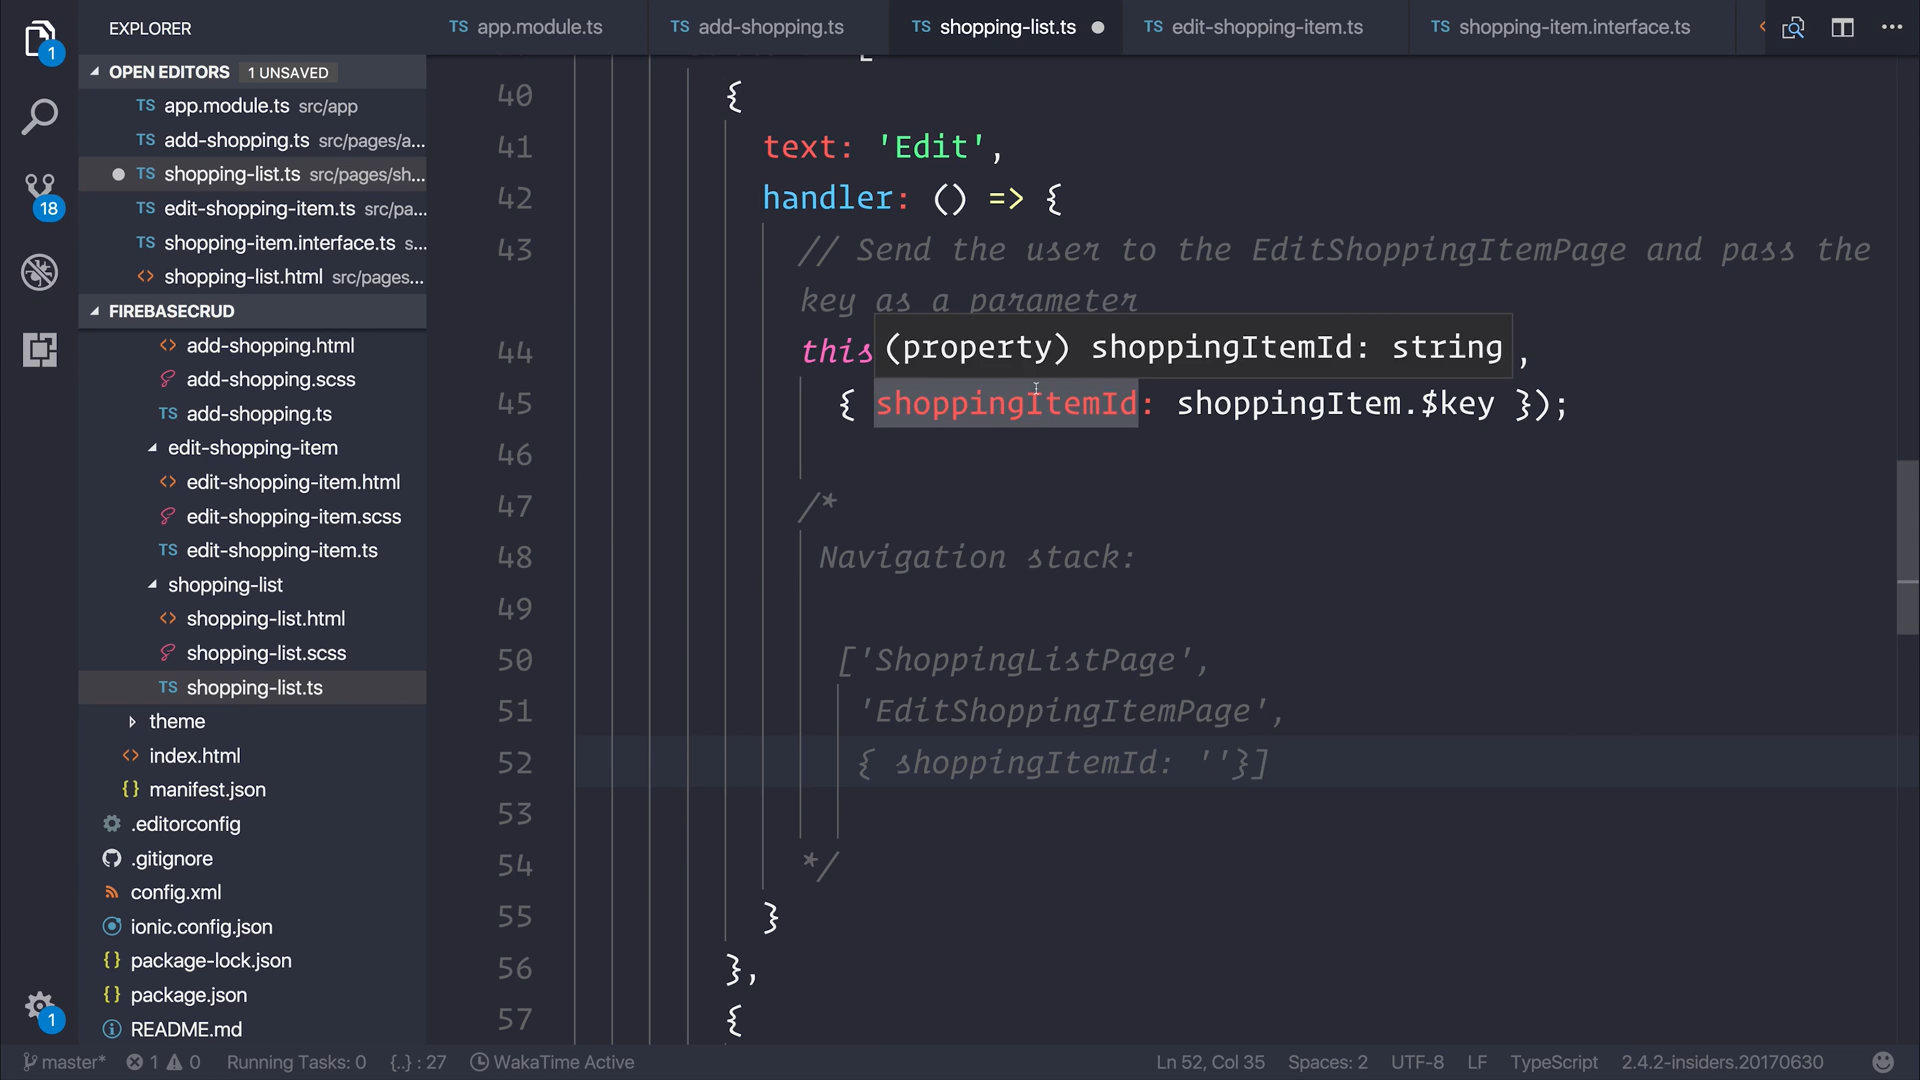 EXPLORER
TS app.module.ts
TS add-shopping.ts
TS shopping-list.ts
TS edit-shopping-item.ts
TS shopping-item.interface.ts
OPEN EDITORS 1 UNSAVED
TS app.module.ts src/app
TS add-shopping.ts src/pages/a...
TS shopping-list.ts src/pages/sh...
TS edit-shopping-item.ts src/pa...
TS shopping-item.interface.ts s...
<> shopping-list.html src/pages...
FIREBASECRUD
<> add-shopping.html
add-shopping.scss
TS add-shopping.ts
edit-shopping-item
<> edit-shopping-item.html
edit-shopping-item.scss
TS edit-shopping-item.ts
shopping-list
<> shopping-list.html
shopping-list.scss
TS shopping-list.ts
theme
<> index.html
{} manifest.json
.editorconfig
.gitignore
config.xml
ionic.config.json
{} package-lock.json
{} package.json
README.md
1
18
1
40 {
41 text: 'Edit',
42 handler: () => {
43 // Send the user to the EditShoppingItemPage and pass the
key as a parameter
(property) shoppingItemId: string
44 this ,
45 { shoppingItemId: shoppingItem.$key });
46
47 /*
48 Navigation stack:
49
50 ['ShoppingListPage',
51 'EditShoppingItemPage',
52 { shoppingItemId: ''}]
53
54 */
55 }
56 },
57 {
master* 1 0 Running Tasks: 0 {..} : 27 WakaTime Active Ln 52, Col 35 Spaces: 2 UTF-8 LF TypeScript 2.4.2-insiders.20170630